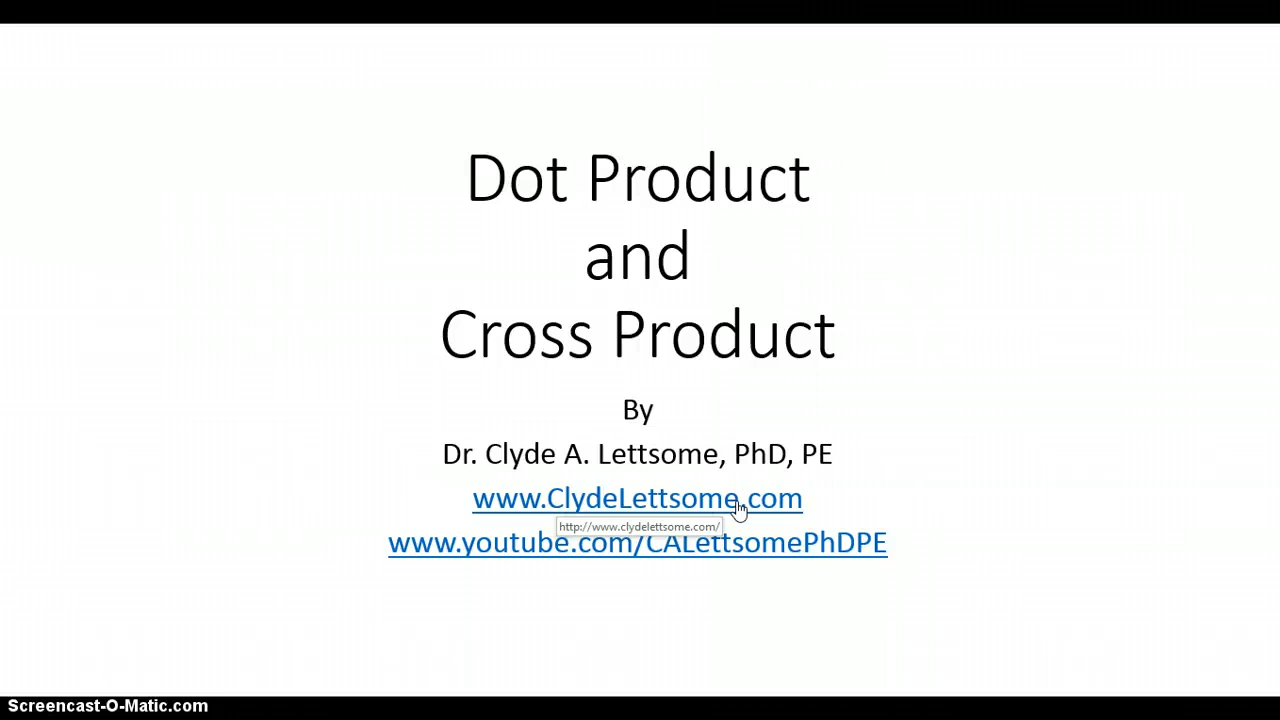 Dot Product
and
Cross Product
By
Dr. Clyde A. Lettsome, PhD, PE
www.ClydeLettsome.com
http://www.clydelettsome.com/
www.youtube.com/CALettsomePhDPE
Screencast-O-Matic.com